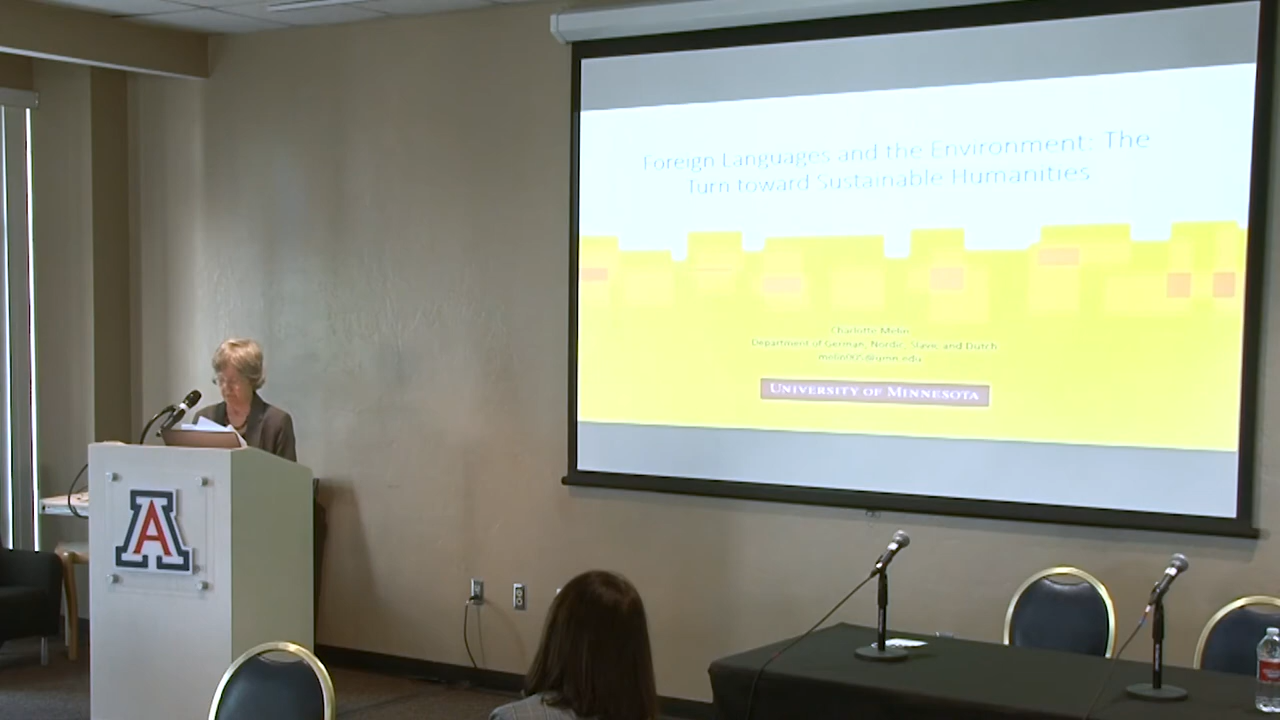 Foreign Languages and the Environment: The
Turn toward Sustainable Humanities
Charlotte Melin
Department of German, Nordic, Slavic and Dutch
UNIVERSITY OF MINNESOTA
A